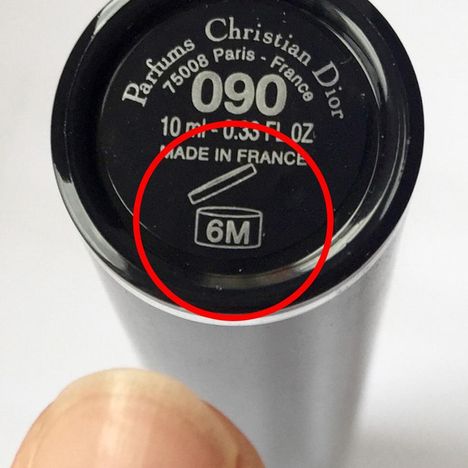 Parfums Christian Dior
75008 Paris - France
090
10 ml - 0.33 FL OZ
MADE IN FRANCE
6M